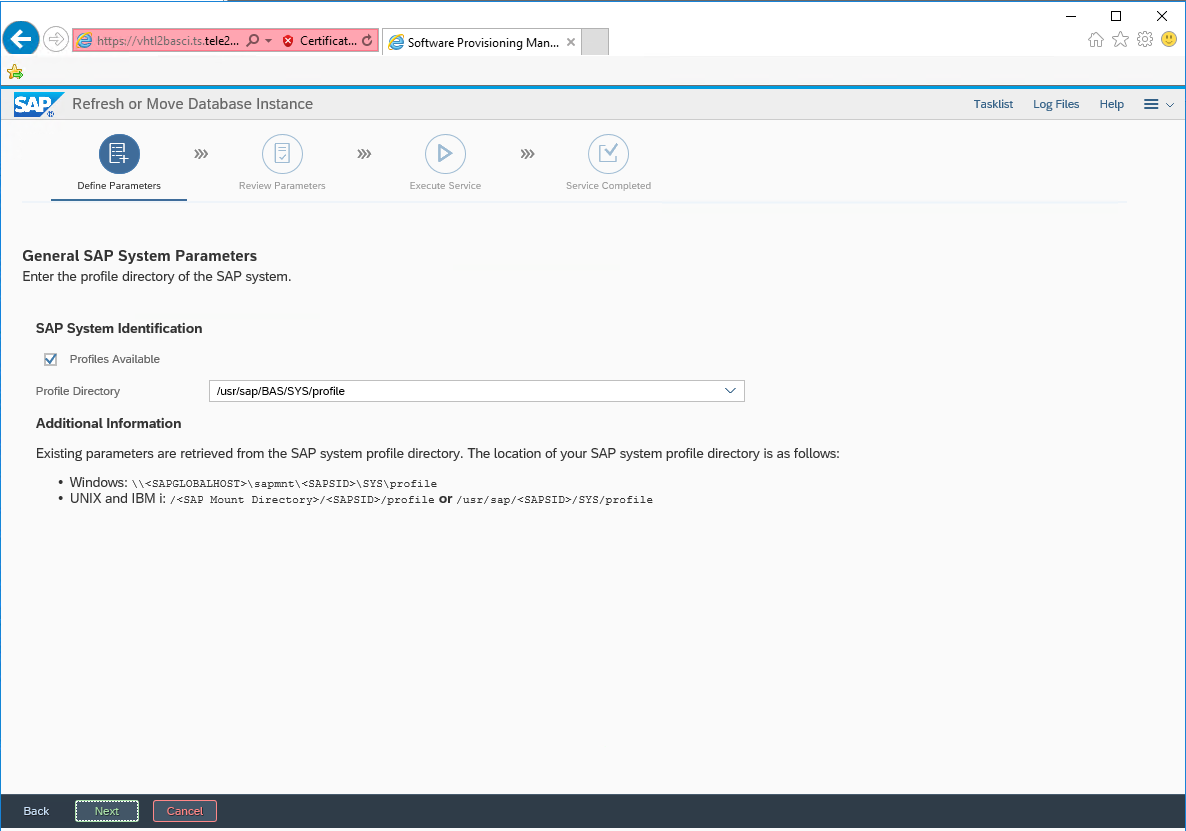 https://vhtl2basci.ts.tele2... Certificat... Software Provisioning Man...
SAP Refresh or Move Database Instance Tasklist Log Files Help
Define Parameters Review Parameters Execute Service Service Completed
General SAP System Parameters
Enter the profile directory of the SAP system.
SAP System Identification
Profiles Available
Profile Directory /usr/sap/BAS/SYS/profile
Additional Information
Existing parameters are retrieved from the SAP system profile directory. The location of your SAP system profile directory is as follows:
• Windows: \\<SAPGLOBALHOST>\sapmnt\<SAPSID>\SYS\profile
• UNIX and IBM i: /<SAP Mount Directory>/<SAPSID>/profile or /usr/sap/<SAPSID>/SYS/profile
Back Next Cancel